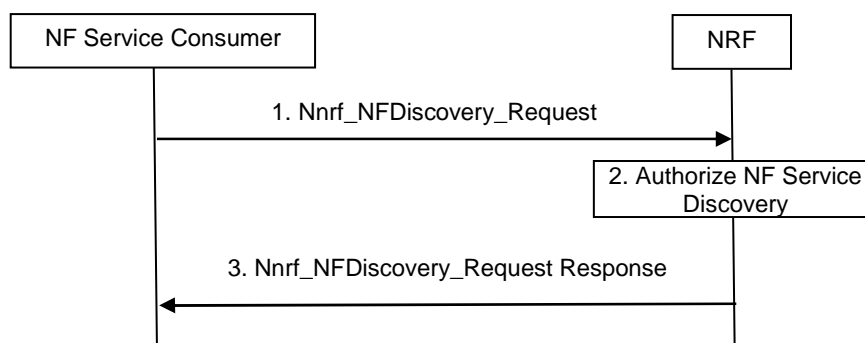 NF Service Consumer
NRF
1. Nnrf_NFDiscovery_Request
2. Authorize NF Service
Discovery
3. Nnrf_NFDiscovery_Request Response